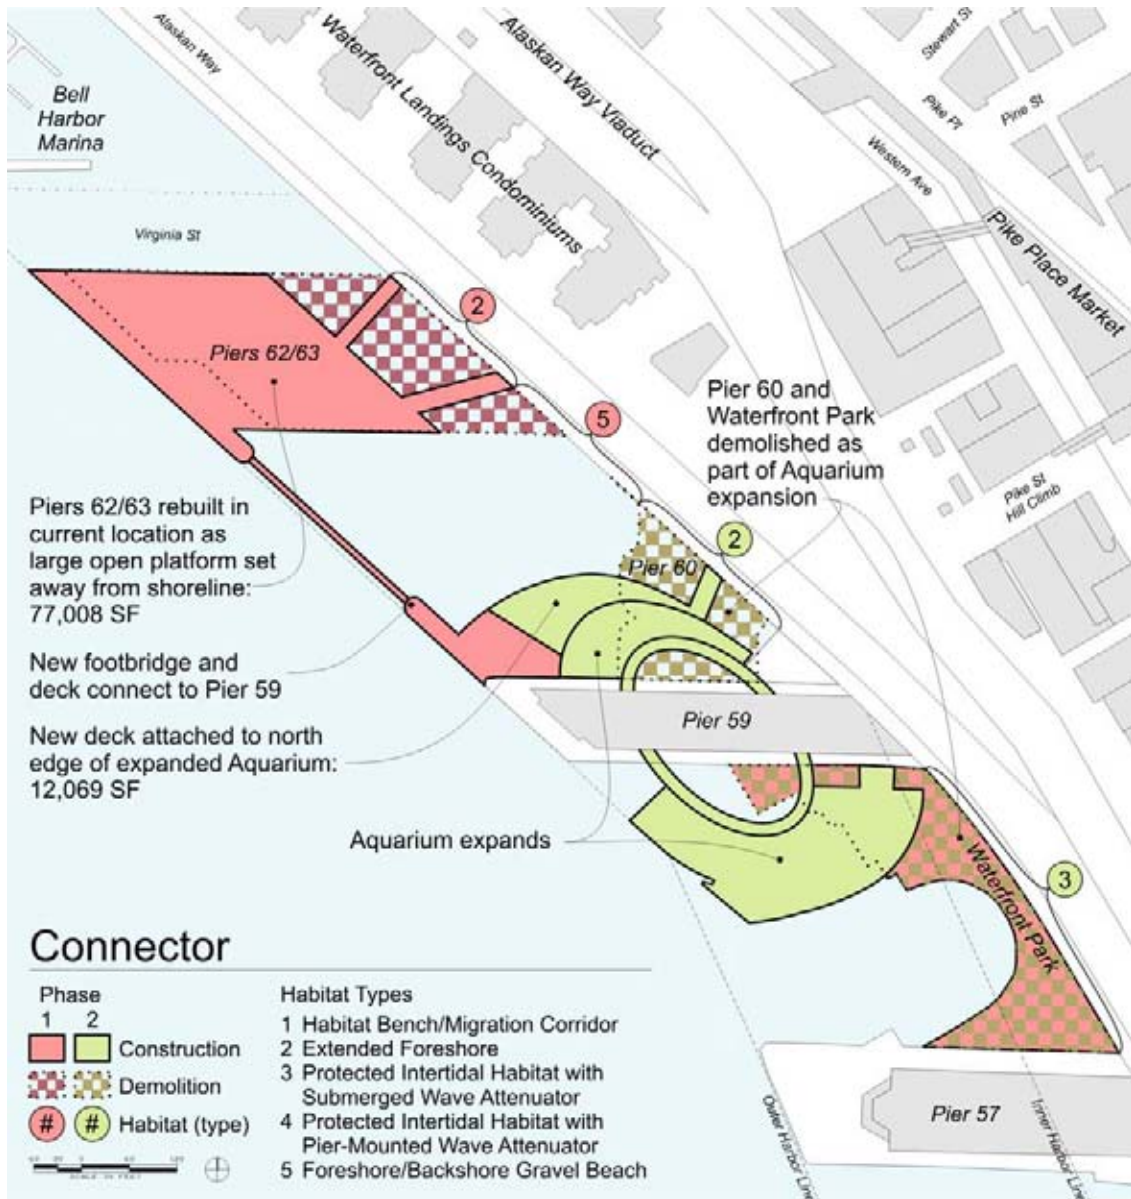 Alaskan Way
Waterfront Landings Condominiums
Alaskan Way Viaduct
Stewart St
Pike Pl
Pine St
Western Ave
Pike Place Market
Bell
Harbor
Marina
Virginia St
2
Piers 62/63
5
Pier 60 and
Waterfront Park
demolished as
part of Aquarium
expansion
Pike St
Hill Climb
Piers 62/63 rebuilt in
current location as
large open platform set
away from shoreline:
77,008 SF
2
Pier 60
New footbridge and
deck connect to Pier 59
Pier 59
New deck attached to north
edge of expanded Aquarium:
12,069 SF
Aquarium expands
Waterfront Park
3
Connector
Phase
1 2
Construction
Demolition
# # Habitat (type)
SCALE IN FEET
Habitat Types
1 Habitat Bench/Migration Corridor
2 Extended Foreshore
3 Protected Intertidal Habitat with
Submerged Wave Attenuator
4 Protected Intertidal Habitat with
Pier-Mounted Wave Attenuator
5 Foreshore/Backshore Gravel Beach
Pier 57
Outer Harbor Line
Inner Harbor Line